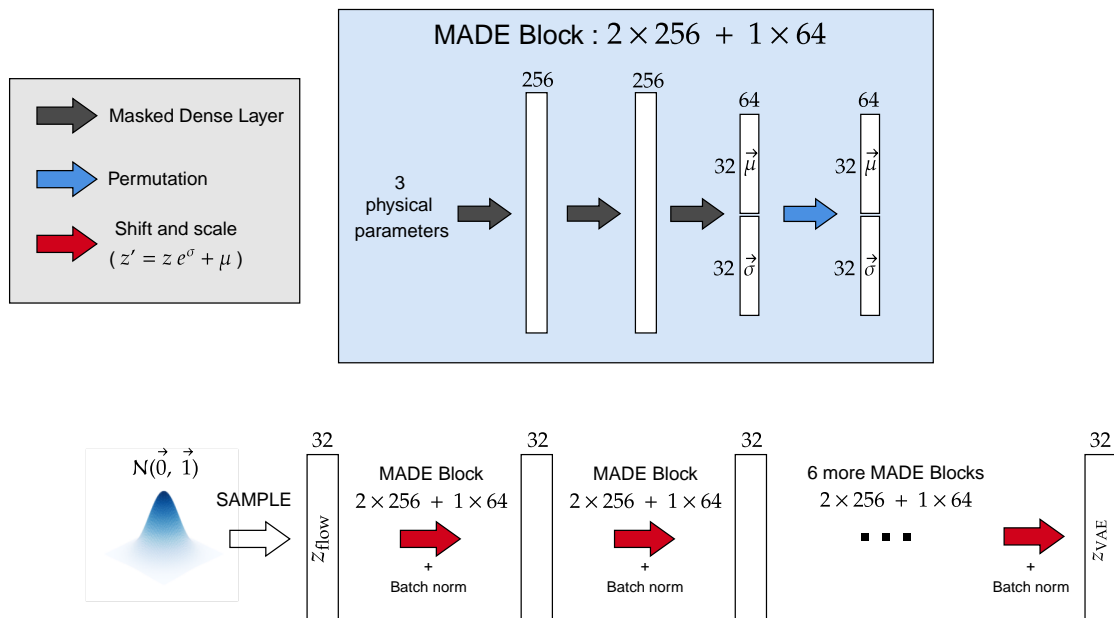 MADE Block : 2 × 256 + 1 × 64
Masked Dense Layer
Permutation
Shift and scale
( z′ = z e^σ + μ )
3
physical
parameters
256
256
64
32 μ⃗
32 σ⃗
64
32 μ⃗
32 σ⃗
N(0⃗, 1⃗)
SAMPLE
32
z_flow
MADE Block
2 × 256 + 1 × 64
+
Batch norm
32
MADE Block
2 × 256 + 1 × 64
+
Batch norm
32
6 more MADE Blocks
2 × 256 + 1 × 64
+
Batch norm
32
z_VAE